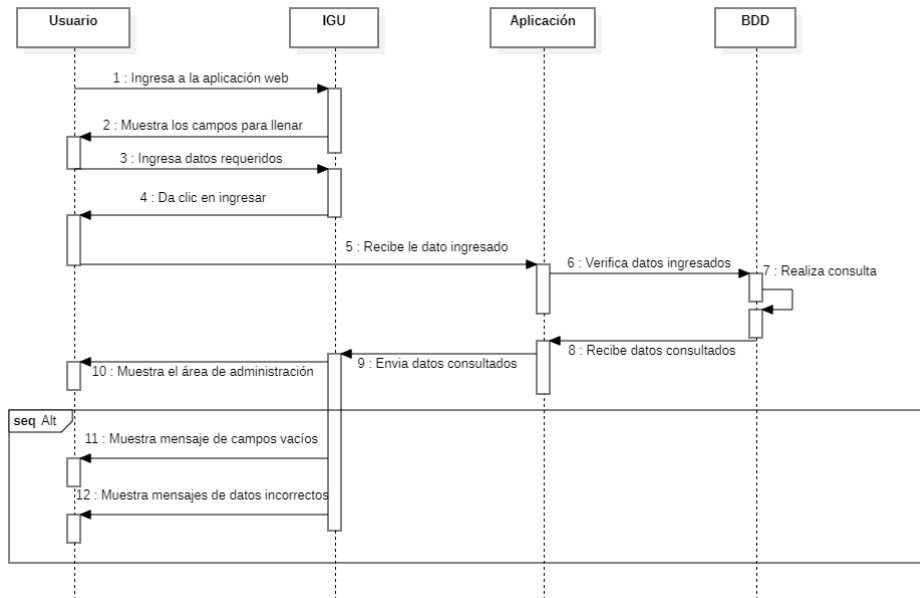 Usuario
IGU
Aplicación
BDD
1 : Ingresa a la aplicación web
2 : Muestra los campos para llenar
3 : Ingresa datos requeridos
4 : Da clic en ingresar
5 : Recibe le dato ingresado
6 : Verifica datos ingresados
7 : Realiza consulta
8 : Recibe datos consultados
9 : Envia datos consultados
10 : Muestra el área de administración
seq Alt
11 : Muestra mensaje de campos vacíos
12 : Muestra mensajes de datos incorrectos